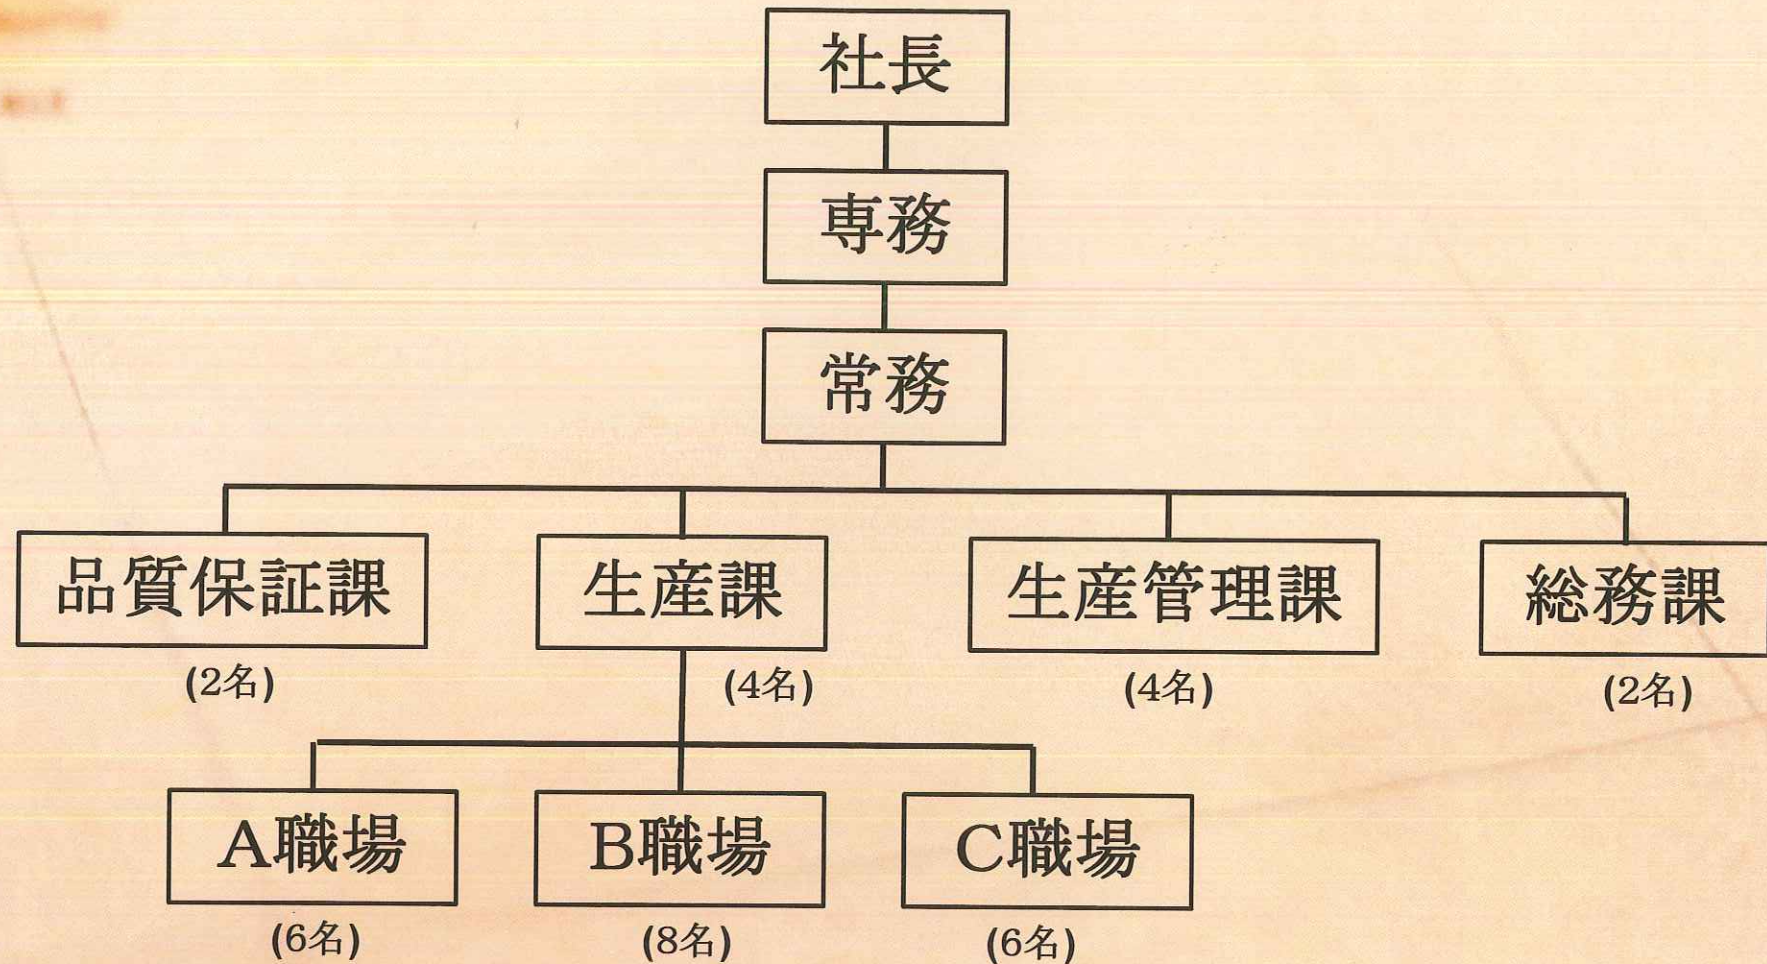 社長
専務
常務
品質保証課
生産課
生産管理課
総務課
(2名)
(4名)
(4名)
(2名)
A職場
B職場
C職場
(6名)
(8名)
(6名)